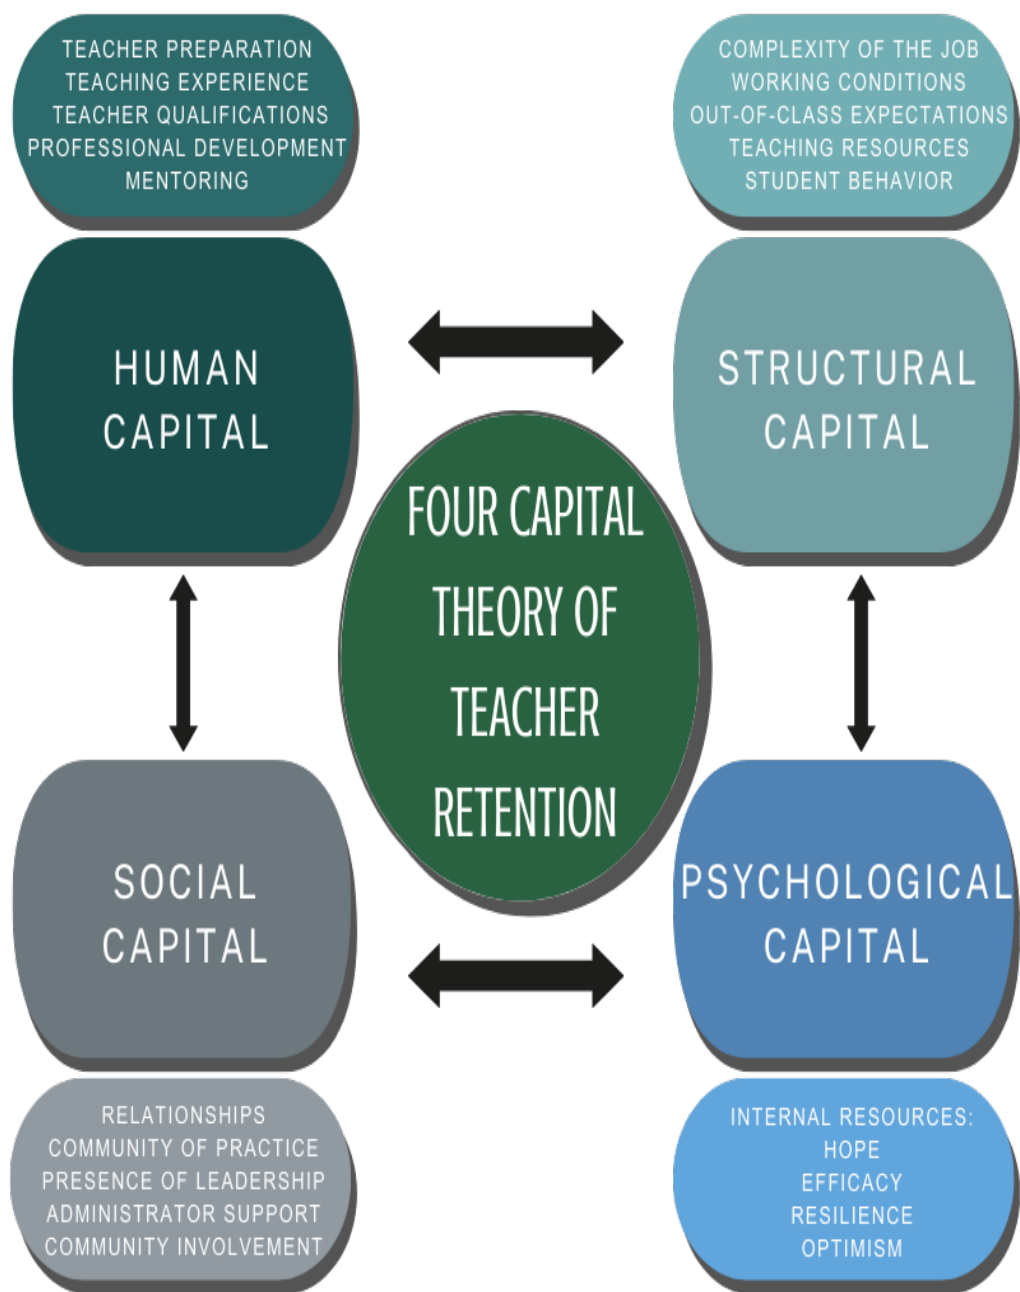 TEACHER PREPARATION
TEACHING EXPERIENCE
TEACHER QUALIFICATIONS
PROFESSIONAL DEVELOPMENT
MENTORING
COMPLEXITY OF THE JOB
WORKING CONDITIONS
OUT-OF-CLASS EXPECTATIONS
TEACHING RESOURCES
STUDENT BEHAVIOR
HUMAN
CAPITAL
STRUCTURAL
CAPITAL
FOUR CAPITAL
THEORY OF
TEACHER
RETENTION
SOCIAL
CAPITAL
PSYCHOLOGICAL
CAPITAL
RELATIONSHIPS
COMMUNITY OF PRACTICE
PRESENCE OF LEADERSHIP
ADMINISTRATOR SUPPORT
COMMUNITY INVOLVEMENT
INTERNAL RESOURCES:
HOPE
EFFICACY
RESILIENCE
OPTIMISM